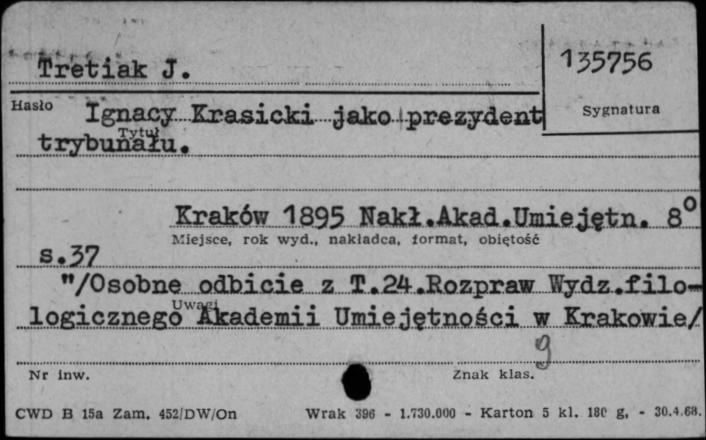 Tretiak J.
135756
Hasło
Sygnatura
Ignacy Krasicki jako prezydent
Tytuł
trybunału.
Kraków 1895 Nakł.Akad.Umiejętn. 8°
Miejsce, rok wyd., nakładca, format, objętość
s.37
"/Osobne odbicie z T.24.Rozpraw Wydz.filo-
Uwagi
logicznego Akademii Umiejętności w Krakowie/
g
Nr inw.
Znak klas.
CWD B 15a Zam. 452/DW/On Wrak 396 - 1.730.000 - Karton 5 kl. 180 g, - 30.4.68.